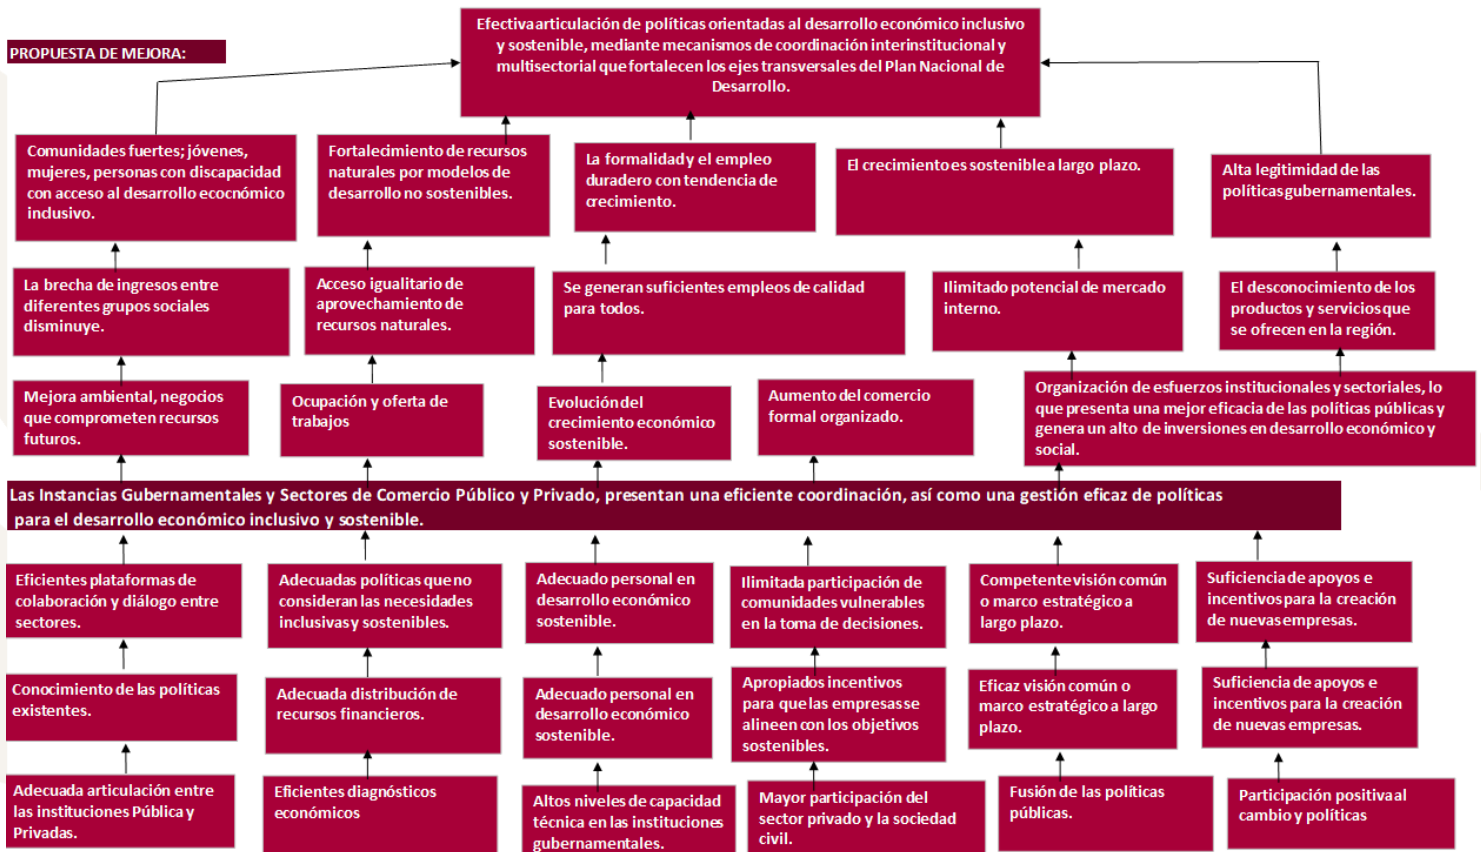 PROPUESTA DE MEJORA:
Efectiva articulación de políticas orientadas al desarrollo económico inclusivo
y sostenible, mediante mecanismos de coordinación interinstitucional y
multisectorial que fortalecen los ejes transversales del Plan Nacional de
Desarrollo.
Comunidades fuertes; jóvenes,
mujeres, personas con discapacidad
con acceso al desarrollo ecocnómico
inclusivo.
Fortalecimiento de recursos
naturales por modelos de
desarrollo no sostenibles.
La formalidad y el empleo
duradero con tendencia de
crecimiento.
El crecimiento es sostenible a largo plazo.
Alta legitimidad de las
políticas gubernamentales.
La brecha de ingresos entre
diferentes grupos sociales
disminuye.
Acceso igualitario de
aprovechamiento de
recursos naturales.
Se generan suficientes empleos de calidad
para todos.
Ilimitado potencial de mercado
interno.
El desconocimiento de los
productos y servicios que
se ofrecen en la región.
Mejora ambiental, negocios
que comprometen recursos
futuros.
Ocupación y oferta de
trabajos
Evolución del
crecimiento económico
sostenible.
Aumento del comercio
formal organizado.
Organización de esfuerzos institucionales y sectoriales, lo
que presenta una mejor eficacia de las políticas públicas y
genera un alto de inversiones en desarrollo económico y
social.
Las Instancias Gubernamentales y Sectores de Comercio Público y Privado, presentan una eficiente coordinación, así como una gestión eficaz de políticas
para el desarrollo económico inclusivo y sostenible.
Eficientes plataformas de
colaboración y diálogo entre
sectores.
Adecuadas políticas que no
consideran las necesidades
inclusivas y sostenibles.
Adecuado personal en
desarrollo económico
sostenible.
Ilimitada participación de
comunidades vulnerables
en la toma de decisiones.
Competente visión común
o marco estratégico a
largo plazo.
Suficiencia de apoyos e
incentivos para la creación
de nuevas empresas.
Conocimiento de las políticas
existentes.
Adecuada distribución de
recursos financieros.
Adecuado personal en
desarrollo económico
sostenible.
Apropiados incentivos
para que las empresas se
alineen con los objetivos
sostenibles.
Eficaz visión común o
marco estratégico a largo
plazo.
Suficiencia de apoyos e
incentivos para la creación
de nuevas empresas.
Adecuada articulación entre
las instituciones Pública y
Privadas.
Eficientes diagnósticos
económicos
Altos niveles de capacidad
técnica en las instituciones
gubernamentales.
Mayor participación del
sector privado y la sociedad
civil.
Fusión de las políticas
públicas.
Participación positiva al
cambio y políticas